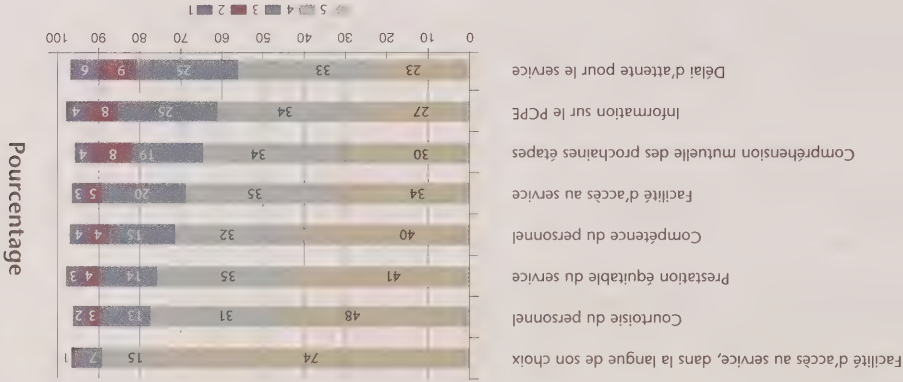 Facilité d'accès au service, dans la langue de son choix 74 15 7 1
Courtoisie du personnel 48 31 13 3 2
Prestation équitable du service 41 35 14 4 3
Compétence du personnel 40 32 15 4 4
Facilité d'accès au service 34 35 20 5 3
Compréhension mutuelle des prochaines étapes 30 34 19 8 4
Information sur le PCPE 27 34 25 8 4
Délai d'attente pour le service 23 33 25 9 6
0 10 20 30 40 50 60 70 80 90 100
5 4 3 2 1
Pourcentage